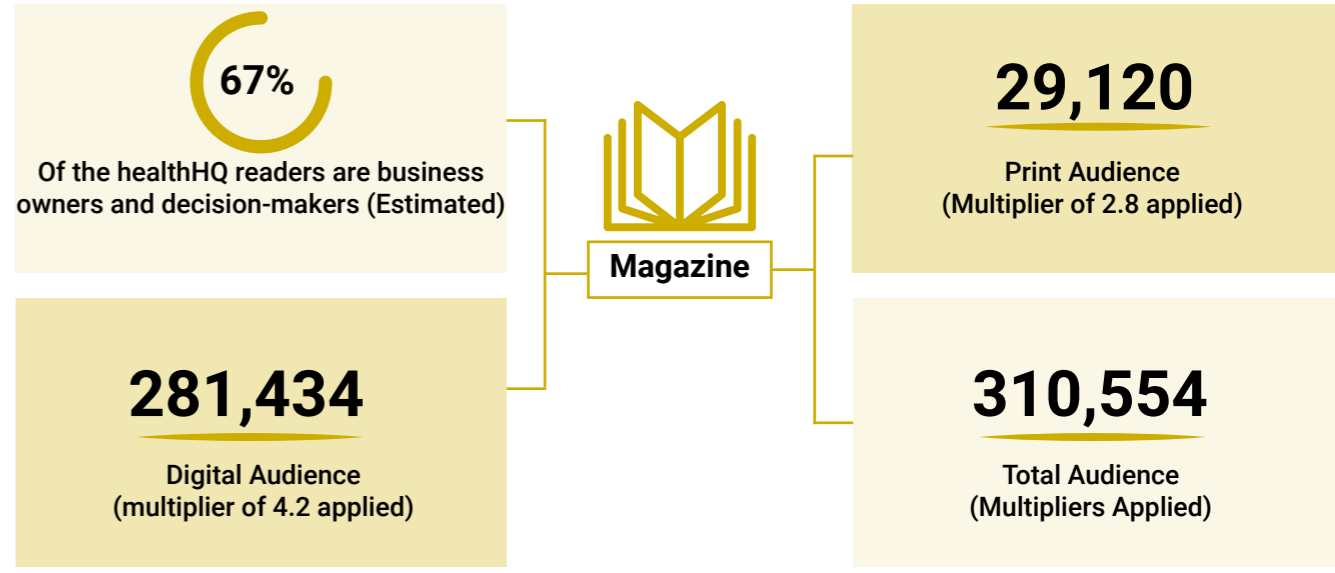 67%
Of the healthHQ readers are business
owners and decision-makers (Estimated)
281,434
Digital Audience
(multiplier of 4.2 applied)
Magazine
29,120
Print Audience
(Multiplier of 2.8 applied)
310,554
Total Audience
(Multipliers Applied)